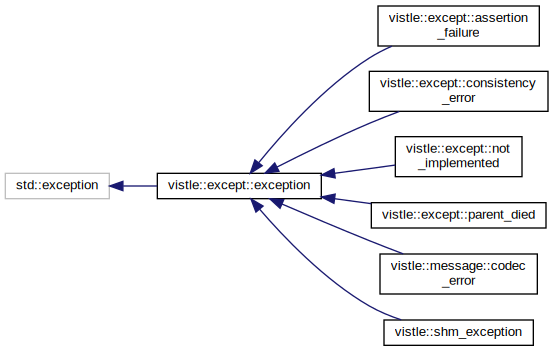 vistle::except::assertion
_failure
vistle::except::consistency
_error
vistle::except::not
_implemented
std::exception
vistle::except::exception
vistle::except::parent_died
vistle::message::codec
_error
vistle::shm_exception